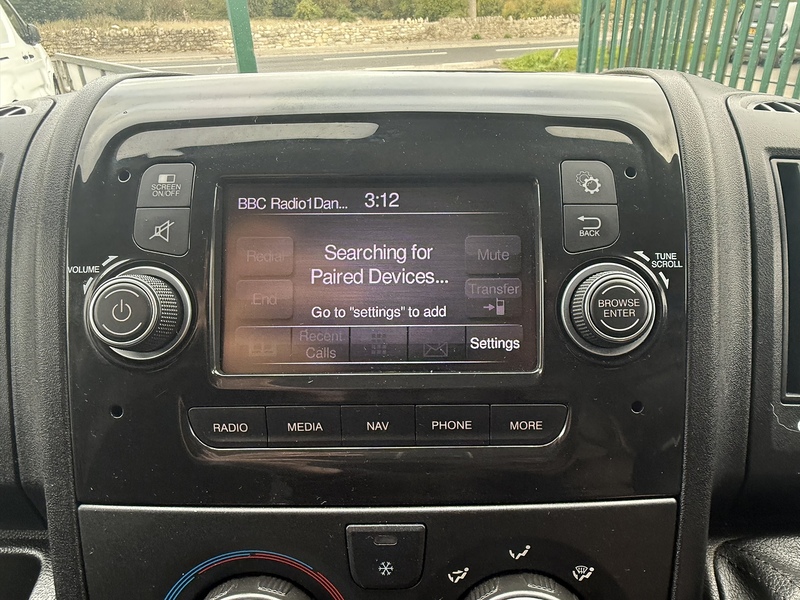 SCREEN
ON/OFF
BBC Radio1Dan... 3:12
Redial
Searching for
Paired Devices...
Mute
BACK
VOLUME
TUNE
SCROLL
End
Transfer
Go to "settings" to add
BROWSE
ENTER
Recent
Calls
Settings
RADIO
MEDIA
NAV
PHONE
MORE